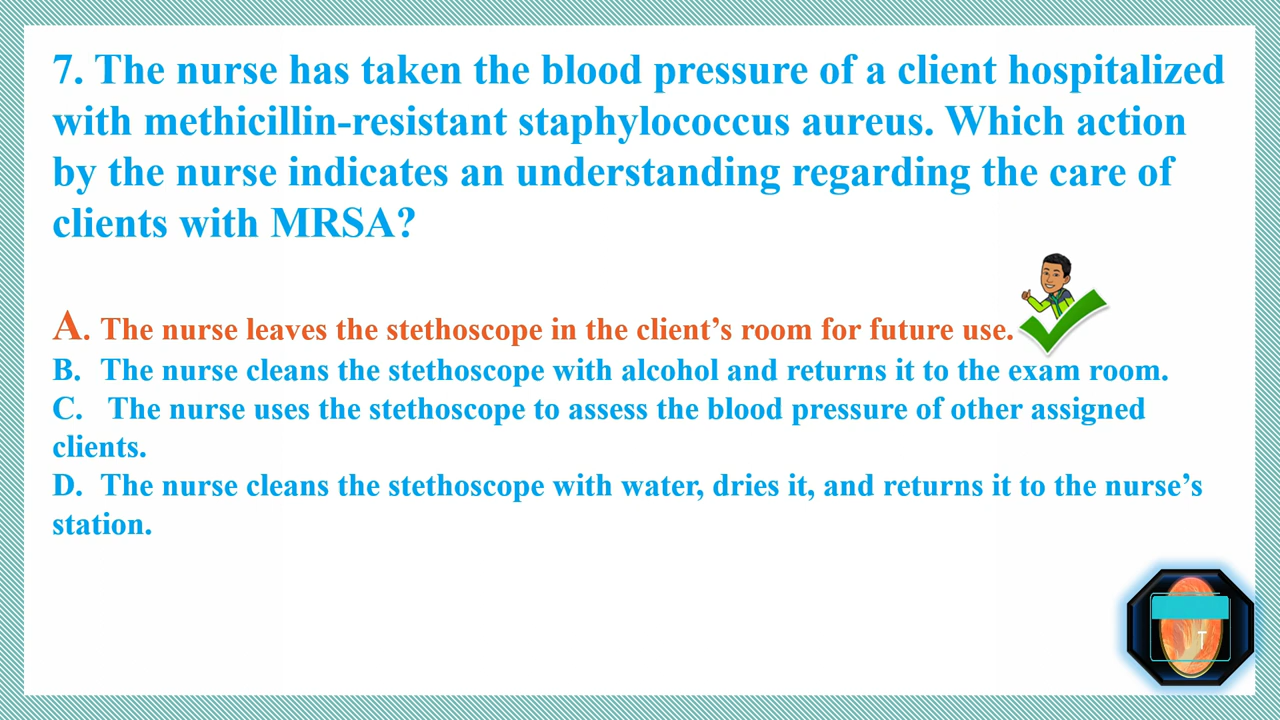 7. The nurse has taken the blood pressure of a client hospitalized
with methicillin-resistant staphylococcus aureus. Which action
by the nurse indicates an understanding regarding the care of
clients with MRSA?
A. The nurse leaves the stethoscope in the client’s room for future use.
B. The nurse cleans the stethoscope with alcohol and returns it to the exam room.
C. The nurse uses the stethoscope to assess the blood pressure of other assigned
clients.
D. The nurse cleans the stethoscope with water, dries it, and returns it to the nurse’s
station.
T